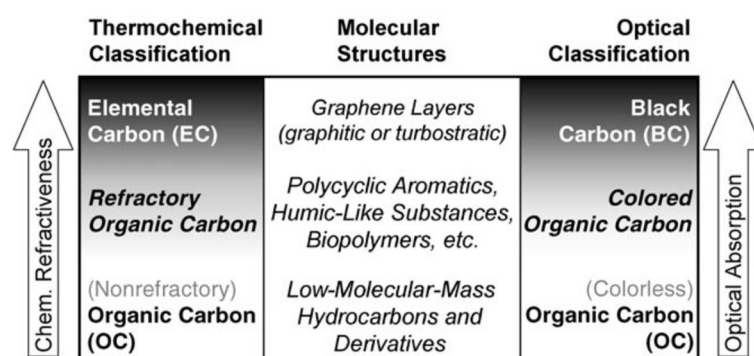 Thermochemical
Classification
Molecular
Structures
Optical
Classification
Chem. Refractiveness
Elemental
Carbon (EC)
Graphene Layers
(graphitic or turbostratic)
Black
Carbon (BC)
Refractory
Organic Carbon
Polycyclic Aromatics,
Humic-Like Substances,
Biopolymers, etc.
Colored
Organic Carbon
(Nonrefractory)
Organic Carbon
(OC)
Low-Molecular-Mass
Hydrocarbons and
Derivatives
(Colorless)
Organic Carbon
(OC)
Optical Absorption